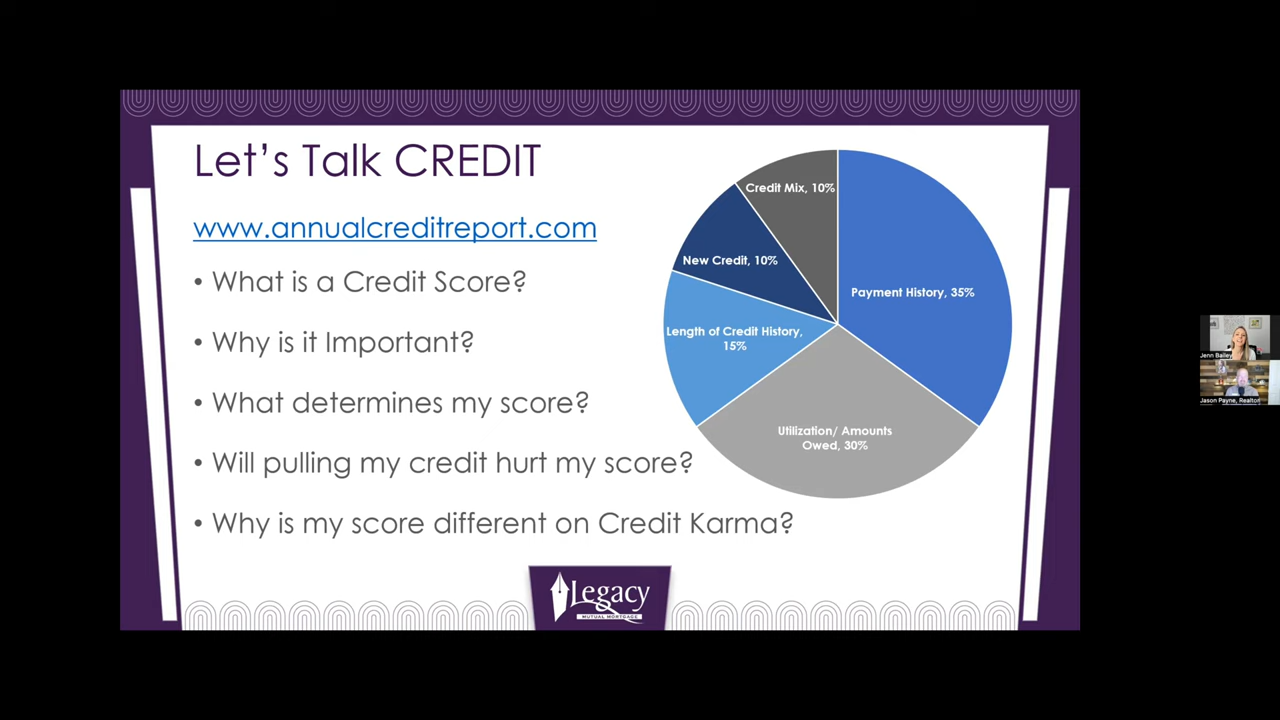 Let's Talk CREDIT
www.annualcreditreport.com
• What is a Credit Score?
• Why is it Important?
• What determines my score?
• Will pulling my credit hurt my score?
• Why is my score different on Credit Karma?
Credit Mix, 10%
New Credit, 10%
Payment History, 35%
Length of Credit History,
15%
Utilization/ Amounts
Owed, 30%
Legacy
MUTUAL MORTGAGE
Jenn Bailey
Jason Payne, Realtor